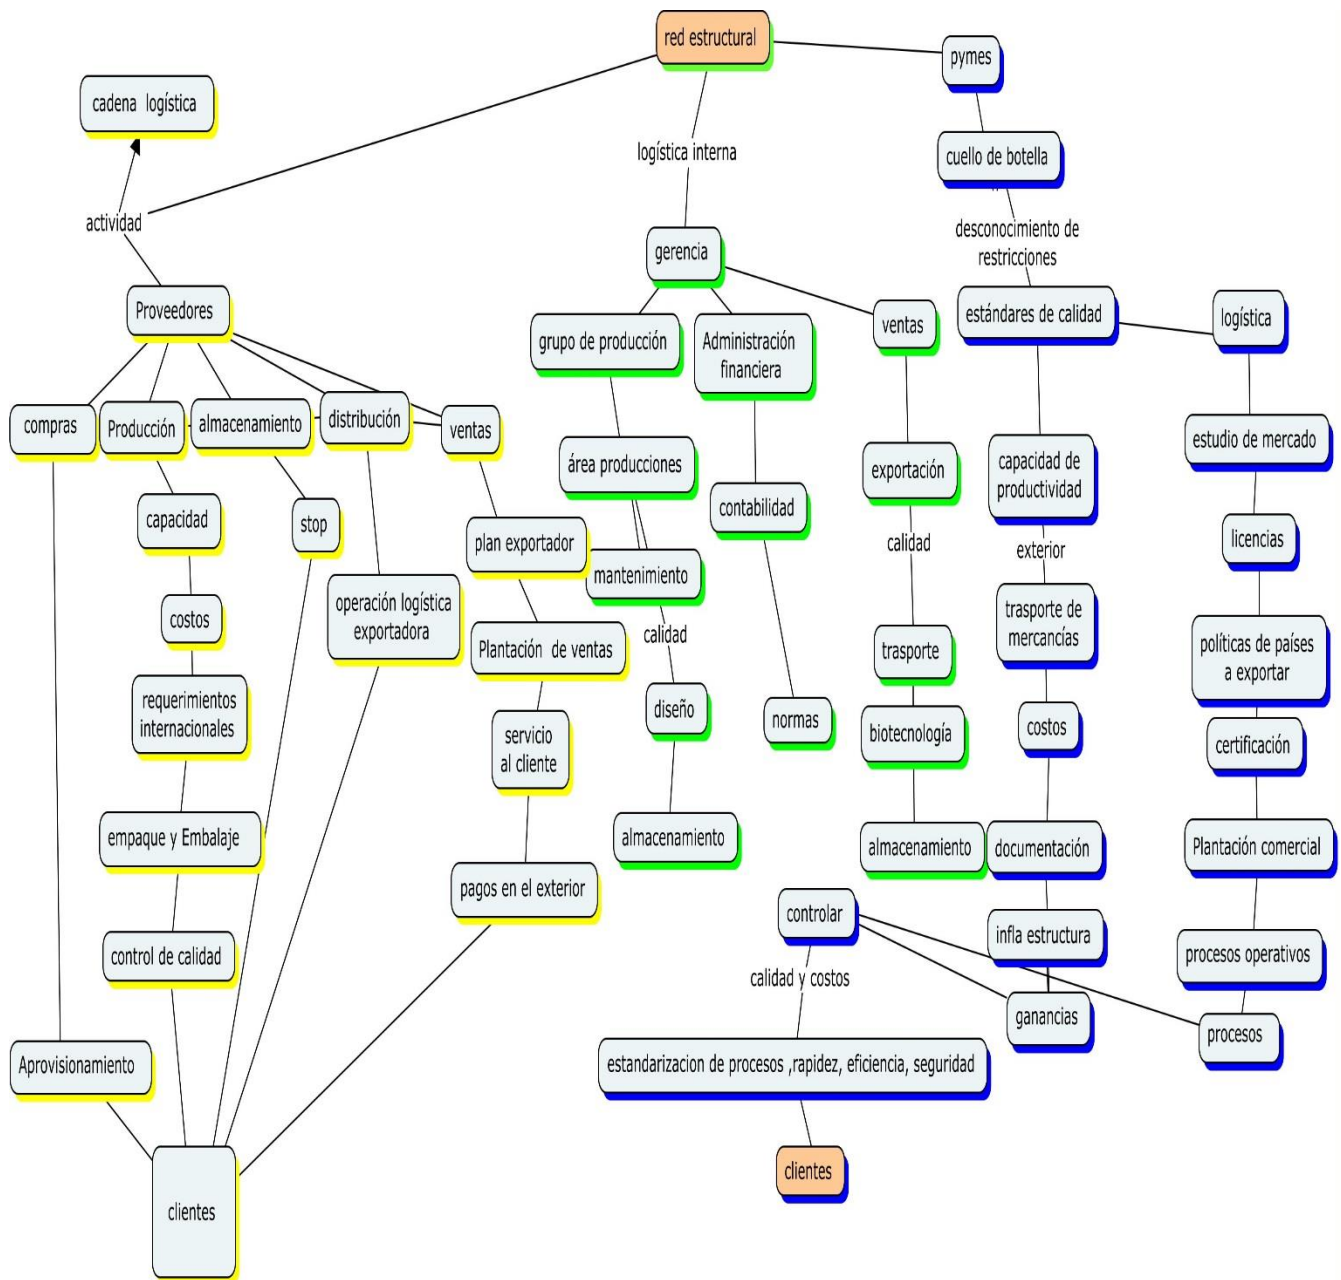 red estructural
pymes
cadena logística
cuello de botella
logística interna
actividad
desconocimiento de
restricciones
gerencia
Proveedores
estándares de calidad
logística
ventas
grupo de producción
Administración
financiera
compras
Producción
almacenamiento
distribución
ventas
estudio de mercado
área producciones
exportación
capacidad de
productividad
capacidad
stop
contabilidad
plan exportador
calidad
exterior
licencias
mantenimiento
operación logística
exportadora
costos
trasporte de
mercancías
calidad
Plantación de ventas
trasporte
políticas de países
a exportar
requerimientos
internacionales
diseño
normas
biotecnología
costos
certificación
servicio
al cliente
empaque y Embalaje
almacenamiento
almacenamiento
documentación
Plantación comercial
pagos en el exterior
controlar
infla estructura
control de calidad
procesos operativos
calidad y costos
ganancias
procesos
Aprovisionamiento
estandarizacion de procesos ,rapidez, eficiencia, seguridad
clientes
clientes